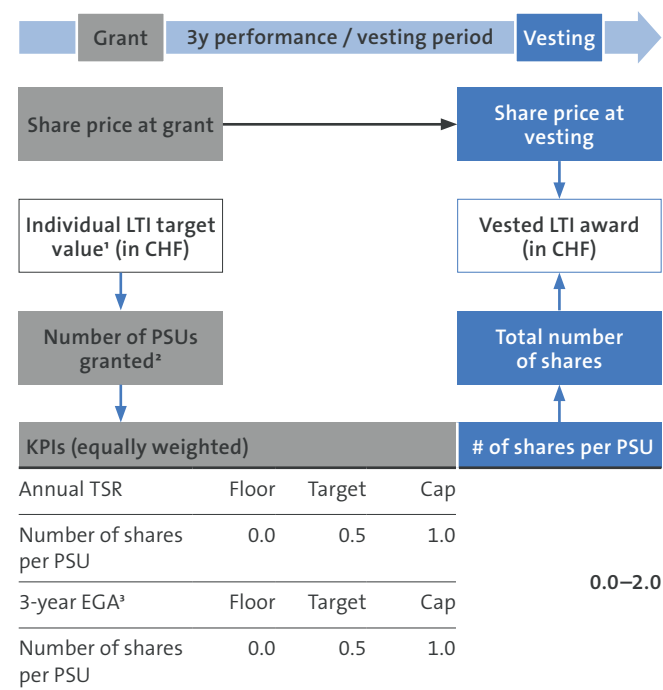 Grant 3y performance / vesting period Vesting
Share price at grant
Share price at
vesting
Individual LTI target
value¹ (in CHF)
Vested LTI award
(in CHF)
Number of PSUs
granted²
Total number
of shares
KPIs (equally weighted) # of shares per PSU
Annual TSR Floor Target Cap
Number of shares 0.0 0.5 1.0
per PSU
0.0–2.0
3-year EGA³ Floor Target Cap
Number of shares 0.0 0.5 1.0
per PSU